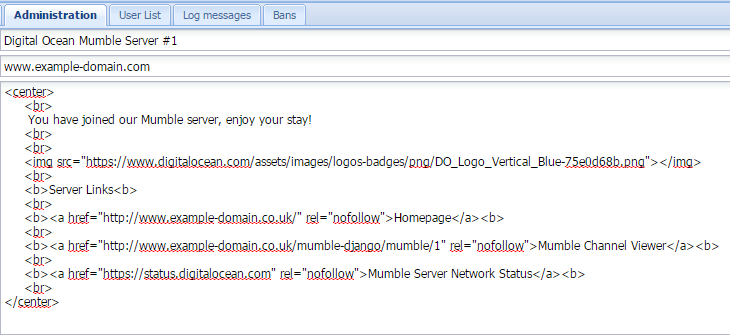 Administration User List Log messages Bans
Digital Ocean Mumble Server #1
www.example-domain.com
<center>
<br>
You have joined our Mumble server, enjoy your stay!
<br>
<br>
<img src="https://www.digitalocean.com/assets/images/logos-badges/png/DO_Logo_Vertical_Blue-75e0d68b.png"></img>
<br>
<b>Server Links<b>
<br>
<b><a href="http://www.example-domain.co.uk/" rel="nofollow">Homepage</a><b>
<br>
<b><a href="http://www.example-domain.co.uk/mumble-django/mumble/1" rel="nofollow">Mumble Channel Viewer</a><b>
<br>
<b><a href="https://status.digitalocean.com" rel="nofollow">Mumble Server Network Status</a><b>
<br>
</center>